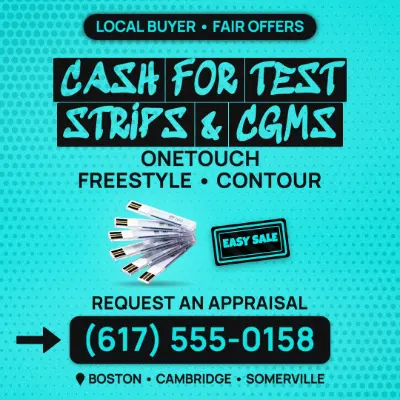 LOCAL BUYER • FAIR OFFERS
CASH FOR TEST
STRIPS & CGMS
ONETOUCH
FREESTYLE • CONTOUR
EASY SALE
REQUEST AN APPRAISAL
(617) 555-0158
BOSTON • CAMBRIDGE • SOMERVILLE